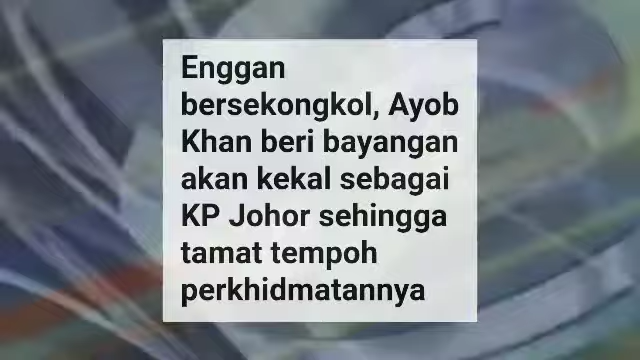 Enggan
bersekongkol, Ayob
Khan beri bayangan
akan kekal sebagai
KP Johor sehingga
tamat tempoh
perkhidmatannya